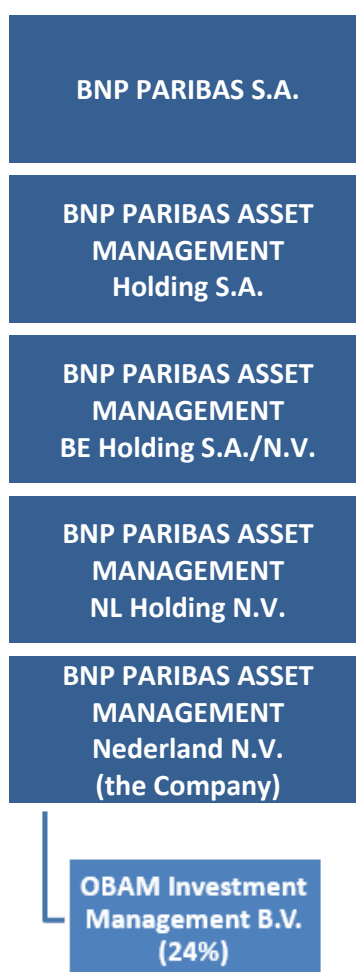 BNP PARIBAS S.A.
BNP PARIBAS ASSET
MANAGEMENT
Holding S.A.
BNP PARIBAS ASSET
MANAGEMENT
BE Holding S.A./N.V.
BNP PARIBAS ASSET
MANAGEMENT
NL Holding N.V.
BNP PARIBAS ASSET
MANAGEMENT
Nederland N.V.
(the Company)
OBAM Investment
Management B.V.
(24%)